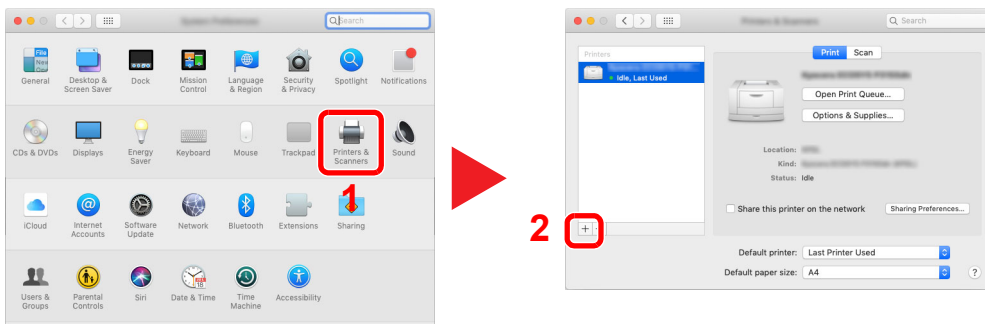 Search
General
Desktop &
Screen Saver
Dock
Mission
Control
Language
& Region
Security
& Privacy
Spotlight
Notifications
CDs & DVDs
Displays
Energy
Saver
Keyboard
Mouse
Trackpad
Printers &
Scanners
Sound
1
iCloud
Internet
Accounts
Software
Update
Network
Bluetooth
Extensions
Sharing
Users &
Groups
Parental
Controls
Siri
Date & Time
Time
Machine
Accessibility
Search
Printers
Idle, Last Used
Print Scan
Open Print Queue...
Options & Supplies...
Location:
Kind:
Status: Idle
Share this printer on the network Sharing Preferences...
2
+
Default printer: Last Printer Used
Default paper size: A4
?